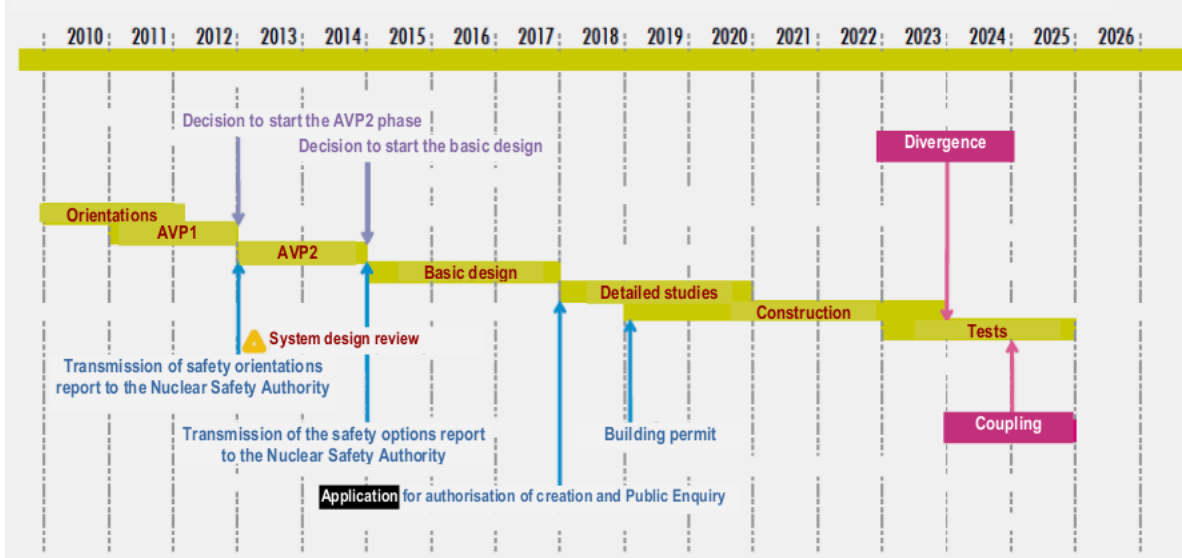 2010 2011 2012 2013 2014 2015 2016 2017 2018 2019 2020 2021 2022 2023 2024 2025 2026
Decision to start the AVP2 phase
Decision to start the basic design
Divergence
Orientations
AVP1
AVP2
Basic design
Detailed studies
Construction
Tests
System design review
Transmission of safety orientations
report to the Nuclear Safety Authority
Transmission of the safety options report
to the Nuclear Safety Authority
Building permit
Coupling
Application for authorisation of creation and Public Enquiry